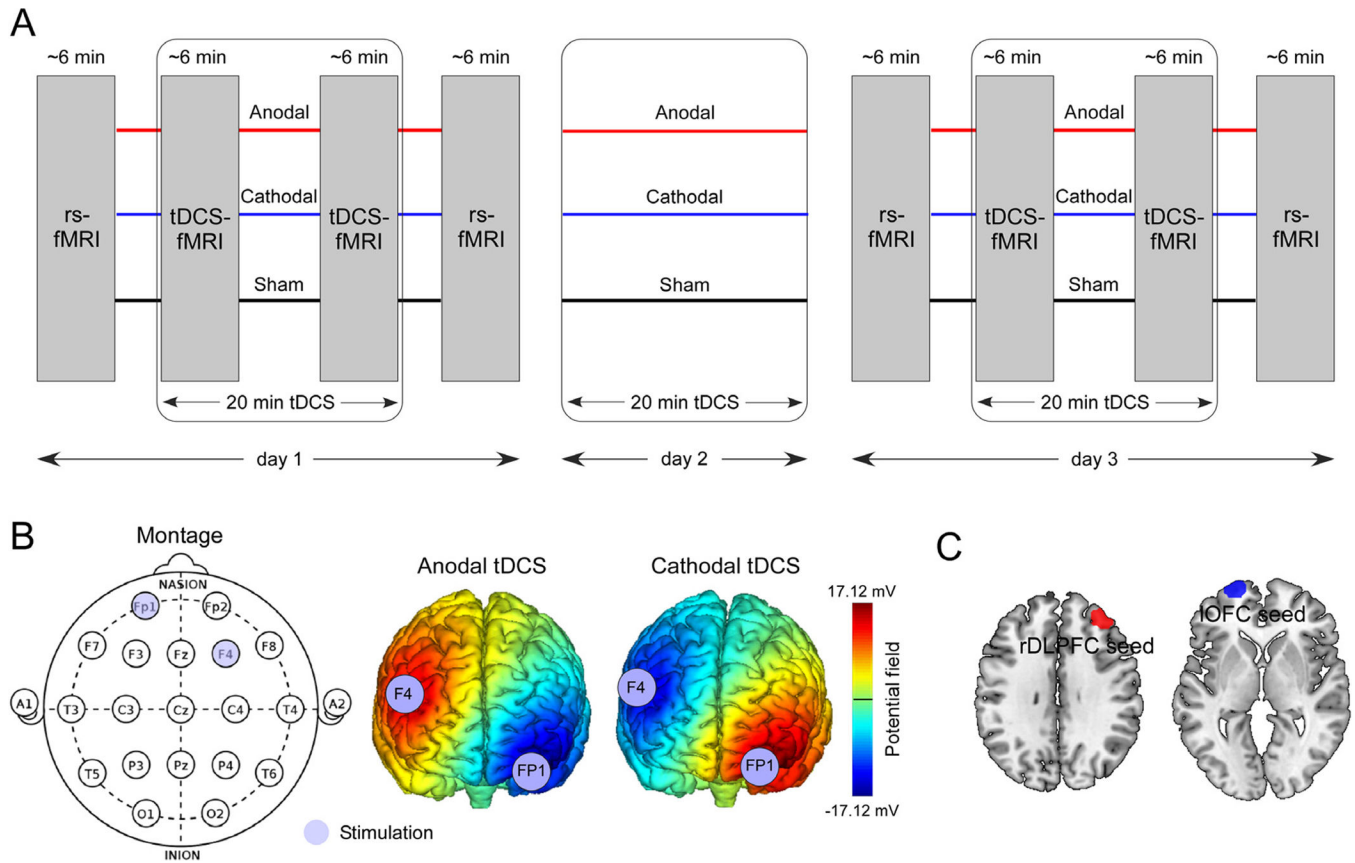 A
~6 min ~6 min ~6 min ~6 min ~6 min ~6 min ~6 min ~6 min
Anodal Anodal Anodal
Cathodal Cathodal Cathodal
rs- tDCS- tDCS- rs- rs- tDCS- tDCS- rs-
fMRI fMRI fMRI fMRI fMRI fMRI fMRI fMRI
Sham Sham Sham
20 min tDCS 20 min tDCS 20 min tDCS
day 1 day 2 day 3
B
Montage
NASION
Fp1 Fp2
F7 F3 Fz F4 F8
A1 T3 C3 Cz C4 T4 A2
T5 P3 Pz P4 T6
O1 O2
INION
Stimulation
Anodal tDCS
F4
FP1
Cathodal tDCS
F4
FP1
17.12 mV
Potential field
-17.12 mV
C
rDLPFC seed
lOFC seed